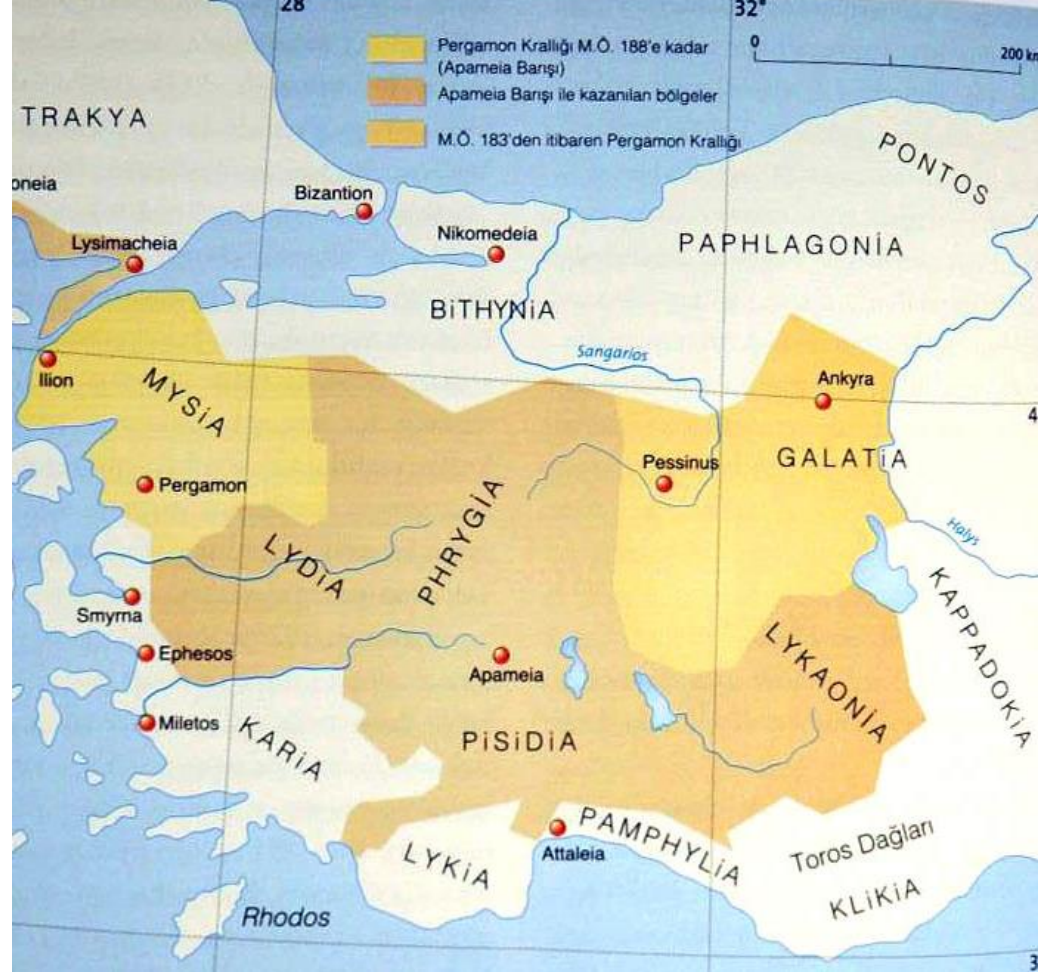 28
32°
Pergamon Krallığı M.Ö. 188'e kadar
(Apameia Barışı)
Apameia Barışı ile kazanılan bölgeler
M.Ö. 183'den itibaren Pergamon Krallığı
0
200 km
TRAKYA
PONTOS
oneia
Bizantion
Lysimacheia
Nikomedeia
PAPHLAGONİA
BİTHYNİA
Sangarios
Ilion
MYSİA
Ankyra
4
GALATİA
Pessinus
Pergamon
PHRYGİA
Halys
LYDİA
KAPPADOKİA
Smyrna
Ephesos
Apameia
LYKAONİA
Miletos
KARİA
PİSİDİA
PAMPHYLİA
Attaleia
LYKİA
Toros Dağları
KLİKİA
Rhodos
3